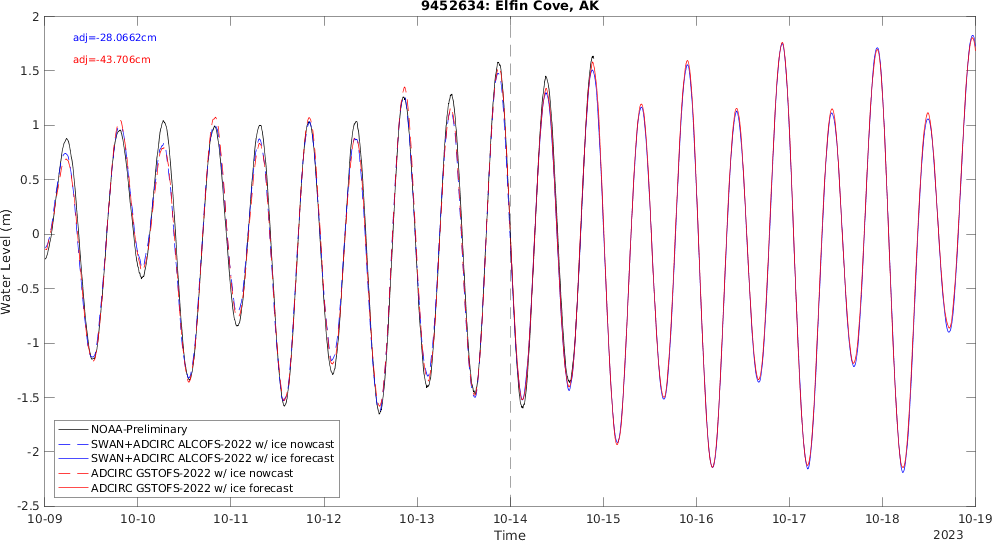 9452634: Elfin Cove, AK
adj=-28.0662cm
adj=-43.706cm
Water Level (m)
2
1.5
1
0.5
0
-0.5
-1
-1.5
-2
-2.5
NOAA-Preliminary
SWAN+ADCIRC ALCOFS-2022 w/ ice nowcast
SWAN+ADCIRC ALCOFS-2022 w/ ice forecast
ADCIRC GSTOFS-2022 w/ ice nowcast
ADCIRC GSTOFS-2022 w/ ice forecast
10-09 10-10 10-11 10-12 10-13 10-14 10-15 10-16 10-17 10-18 10-19
Time
2023